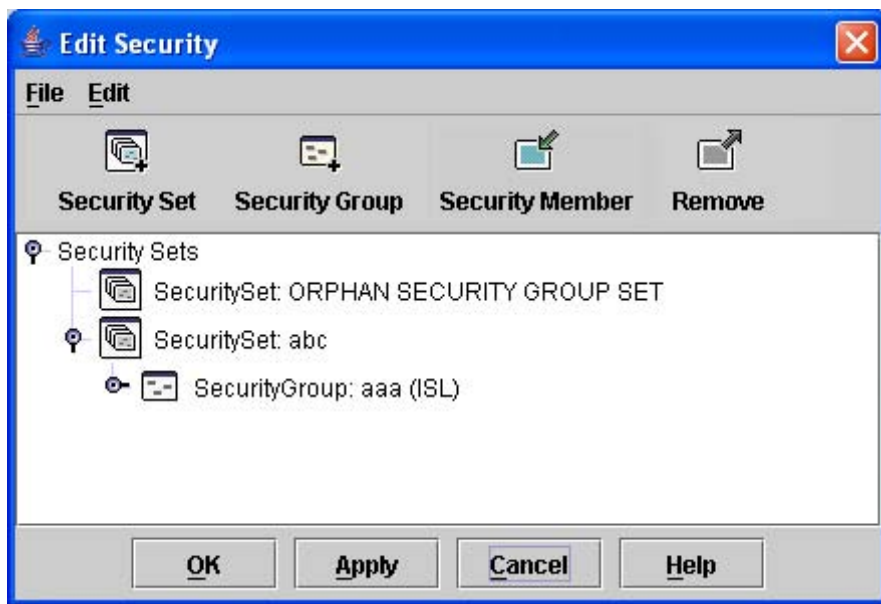 Edit Security
File Edit
Security Set Security Group Security Member Remove
Security Sets
SecuritySet: ORPHAN SECURITY GROUP SET
SecuritySet: abc
SecurityGroup: aaa (ISL)
OK Apply Cancel Help